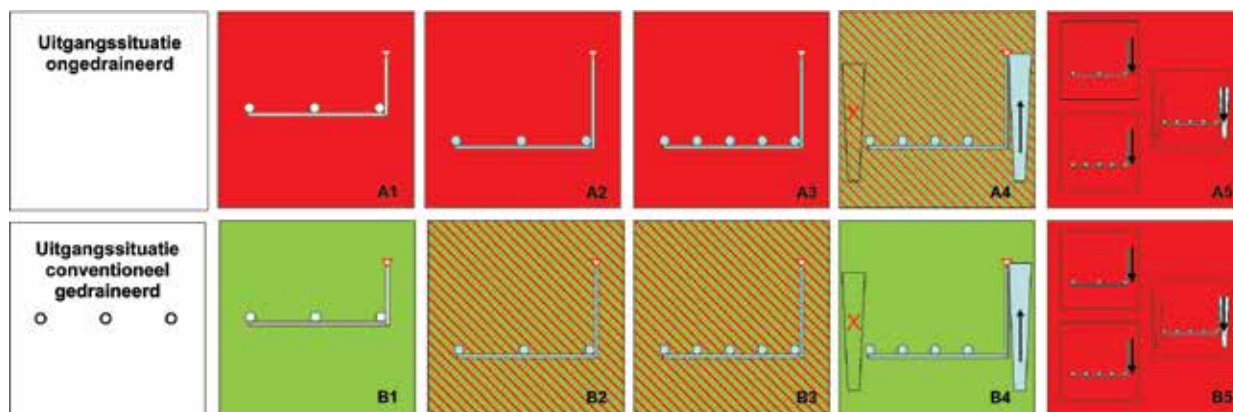 Uitgangssituatie
ongedraineerd
A1
A2
A3
X
A4
A5
Uitgangssituatie
conventioneel
gedraineerd
B1
B2
B3
X
B4
B5